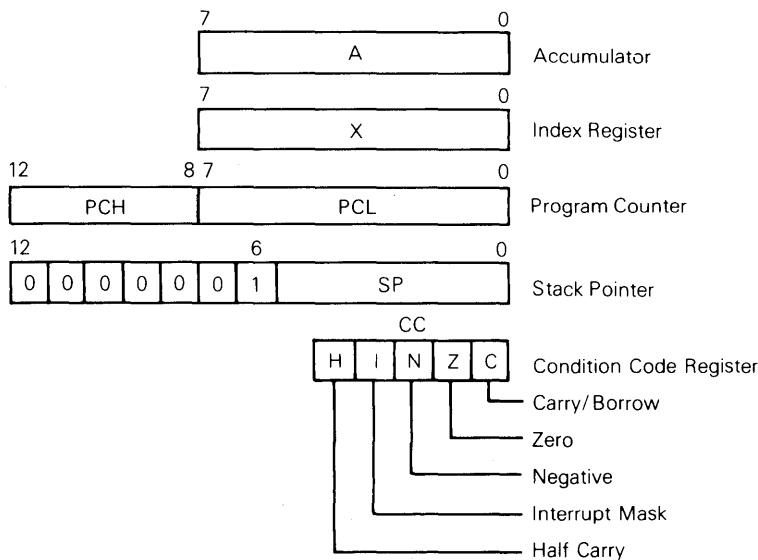 7 0
A Accumulator
7 0
X Index Register
12 8 7 0
PCH PCL Program Counter
12 6 0
0 0 0 0 0 0 1 SP Stack Pointer
CC
H I N Z C Condition Code Register
Carry/Borrow
Zero
Negative
Interrupt Mask
Half Carry